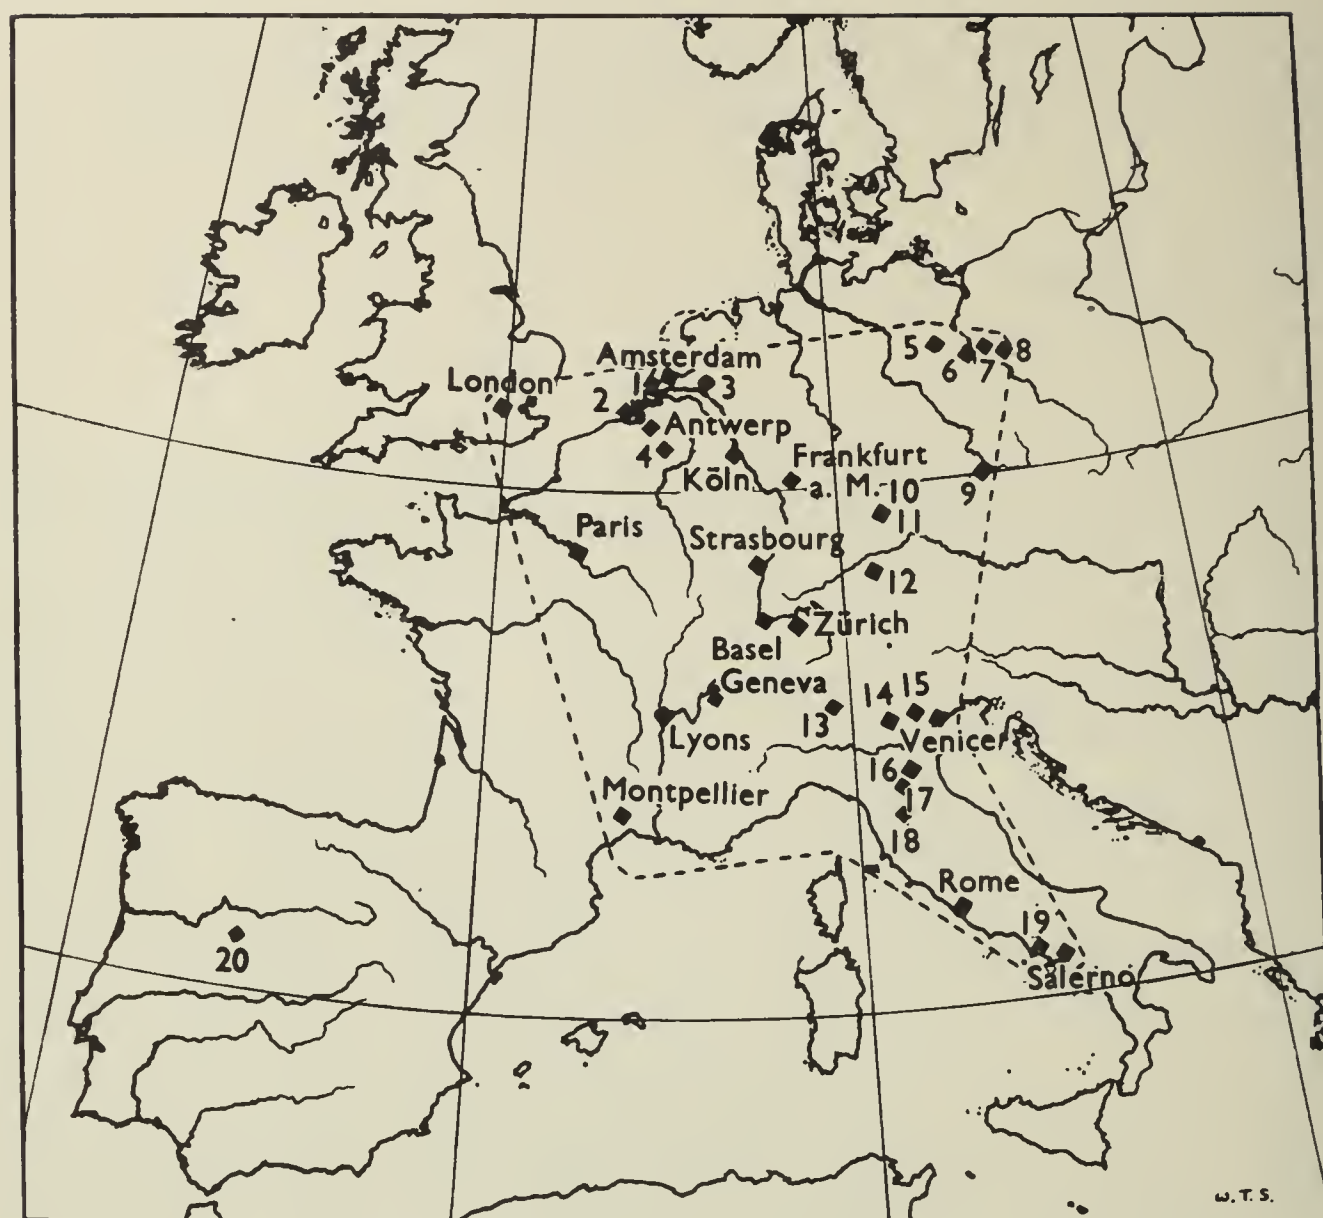 Amsterdam
5
6
7
8
1
3
London
2
Antwerp
4
Köln
Frankfurt
a. M.
10
9
11
Paris
Strasbourg
12
Zürich
Basel
Geneva
14
15
13
Lyons
Venice
16
Montpellier
17
18
Rome
19
20
Salerno
W.T.S.